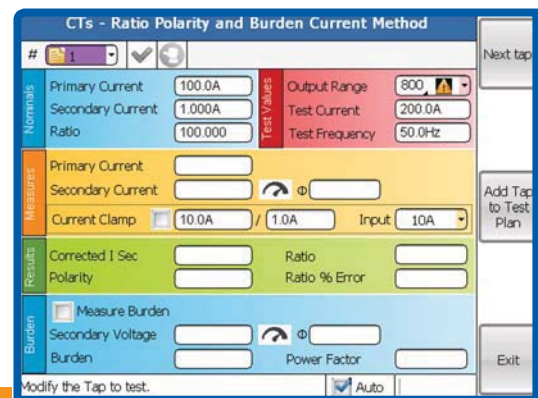 CTs - Ratio Polarity and Burden Current Method
# 1
Next tap
Nominals
Primary Current 100.0A
Secondary Current 1.000A
Ratio 100.000
Test Values
Output Range 800
Test Current 200.0A
Test Frequency 50.0Hz
Measures
Primary Current
Secondary Current Φ
Current Clamp 10.0A / 1.0A Input 10A
Add Tap to Test Plan
Results
Corrected I Sec Ratio
Polarity Ratio % Error
Burden
Measure Burden
Secondary Voltage Φ
Burden Power Factor
Exit
Modify the Tap to test. Auto